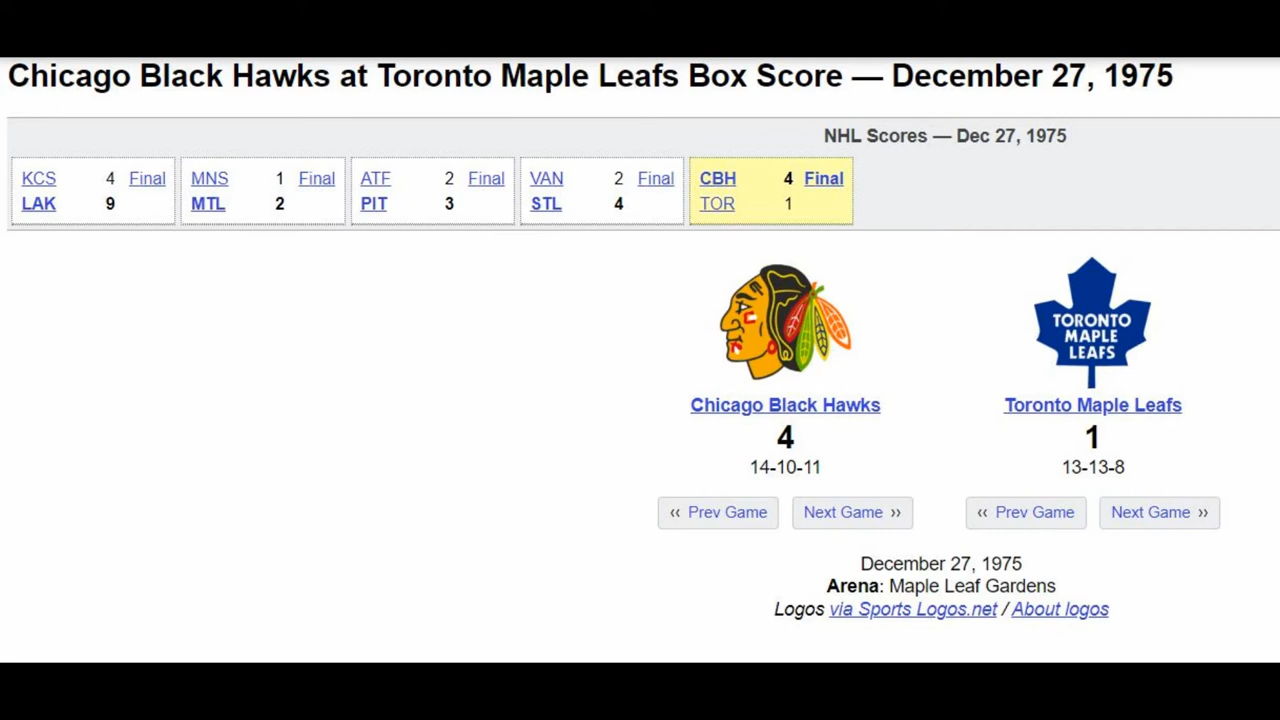 Chicago Black Hawks at Toronto Maple Leafs Box Score — December 27, 1975
NHL Scores — Dec 27, 1975
KCS 4 Final
LAK 9
MNS 1 Final
MTL 2
ATF 2 Final
PIT 3
VAN 2 Final
STL 4
CBH 4 Final
TOR 1
TORONTO
MAPLE
LEAFS
Chicago Black Hawks
4
14-10-11
‹‹ Prev Game Next Game ››
Toronto Maple Leafs
1
13-13-8
‹‹ Prev Game Next Game ››
December 27, 1975
Arena: Maple Leaf Gardens
Logos via Sports Logos.net / About logos